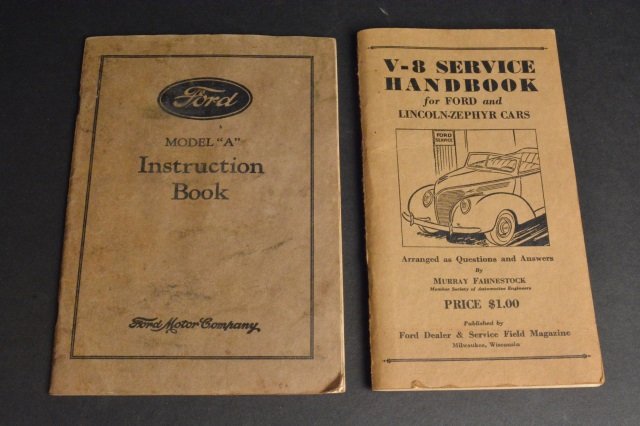 Ford
MODEL "A"
Instruction
Book
Ford Motor Company
V-8 SERVICE
HANDBOOK
for FORD and
LINCOLN-ZEPHYR CARS
FORD
SERVICE
Arranged as Questions and Answers
By
MURRAY FAHNESTOCK
Member Society of Automotive Engineers
PRICE $1.00
Published by
Ford Dealer & Service Field Magazine
Milwaukee, Wisconsin